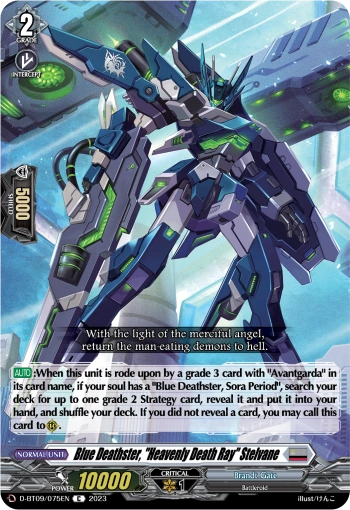 2
GRADE
INTERCEPT
5000
SHIELD
With the light of the merciful angel,
return the man-eating demons to hell.
AUTO:When this unit is rode upon by a grade 3 card with "Avantgarda" in
its card name, if your soul has a "Blue Deathster, Sora Period", search your
deck for up to one grade 2 Strategy card, reveal it and put it into your
hand, and shuffle your deck. If you did not reveal a card, you may call this
card to R.
NORMAL UNIT Blue Deathster, "Heavenly Death Ray" Stelvane
POWER 10000 CRITICAL 1 Brandt Gate
Battleroid
D-BT09/075EN C 2023 illust/けんこ